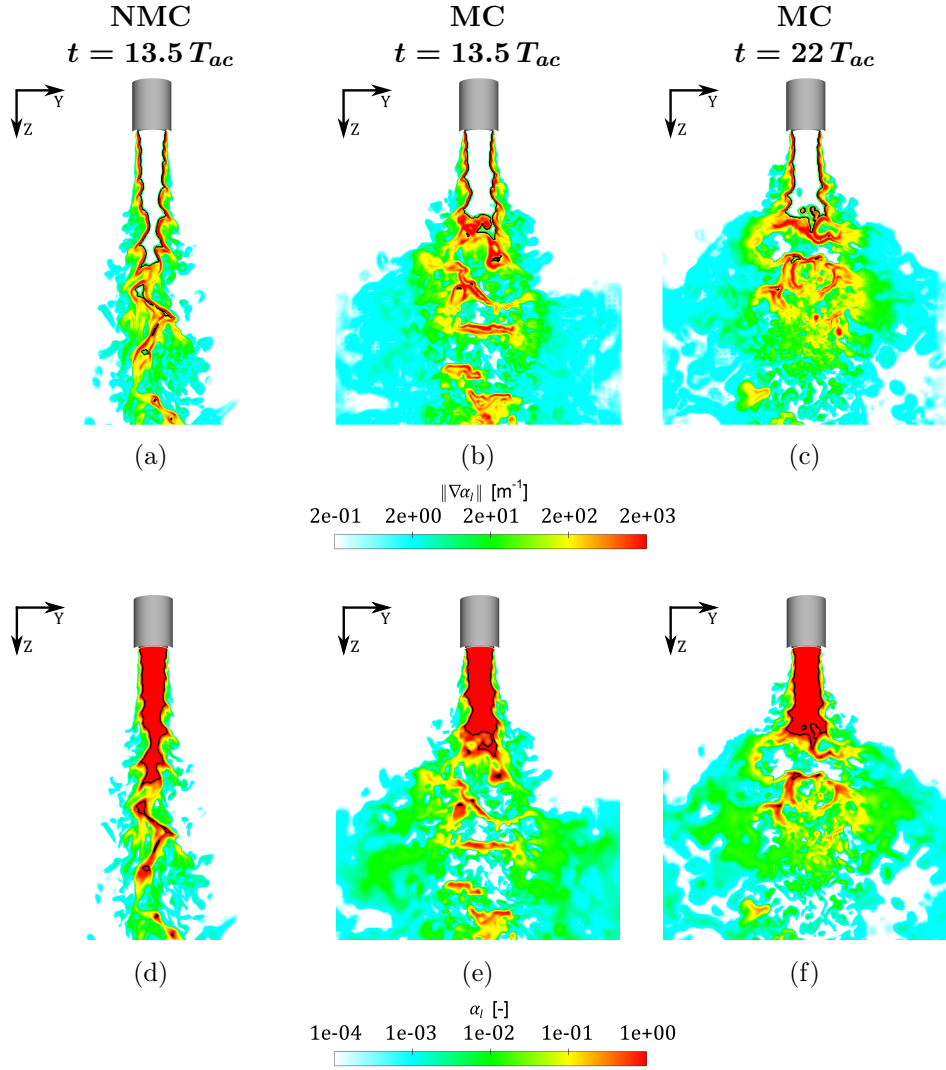 NMC MC MC
t = 13.5 T_ac t = 13.5 T_ac t = 22 T_ac
Y Y Y
Z Z Z
(a) (b) (c)
‖∇α_l‖ [m⁻¹]
2e-01 2e+00 2e+01 2e+02 2e+03
Y Y Y
Z Z Z
(d) (e) (f)
α_l [-]
1e-04 1e-03 1e-02 1e-01 1e+00